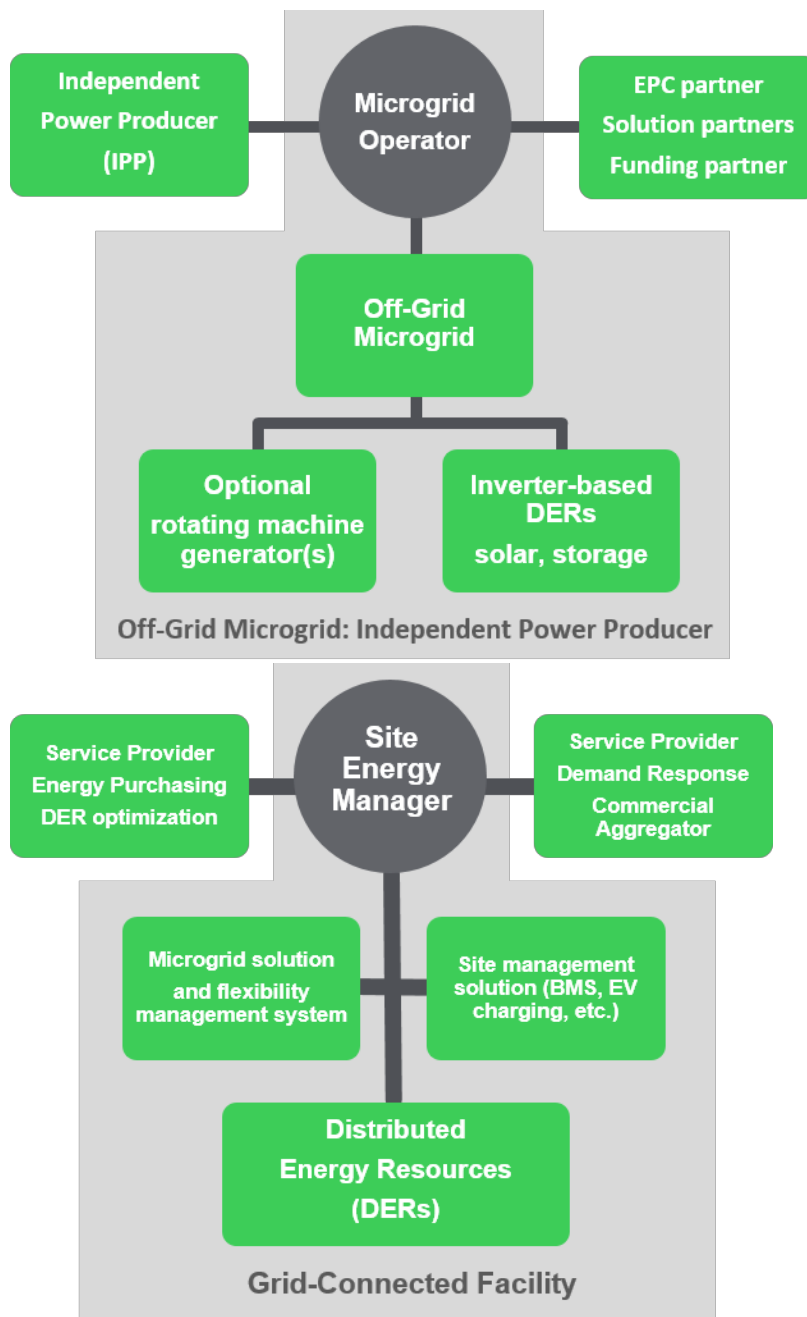 Independent
Power Producer
(IPP)
Microgrid
Operator
EPC partner
Solution partners
Funding partner
Off-Grid
Microgrid
Optional
rotating machine
generator(s)
Inverter-based
DERs
solar, storage
Off-Grid Microgrid: Independent Power Producer
Service Provider
Energy Purchasing
DER optimization
Site
Energy
Manager
Service Provider
Demand Response
Commercial
Aggregator
Microgrid solution
and flexibility
management system
Site management
solution (BMS, EV
charging, etc.)
Distributed
Energy Resources
(DERs)
Grid-Connected Facility